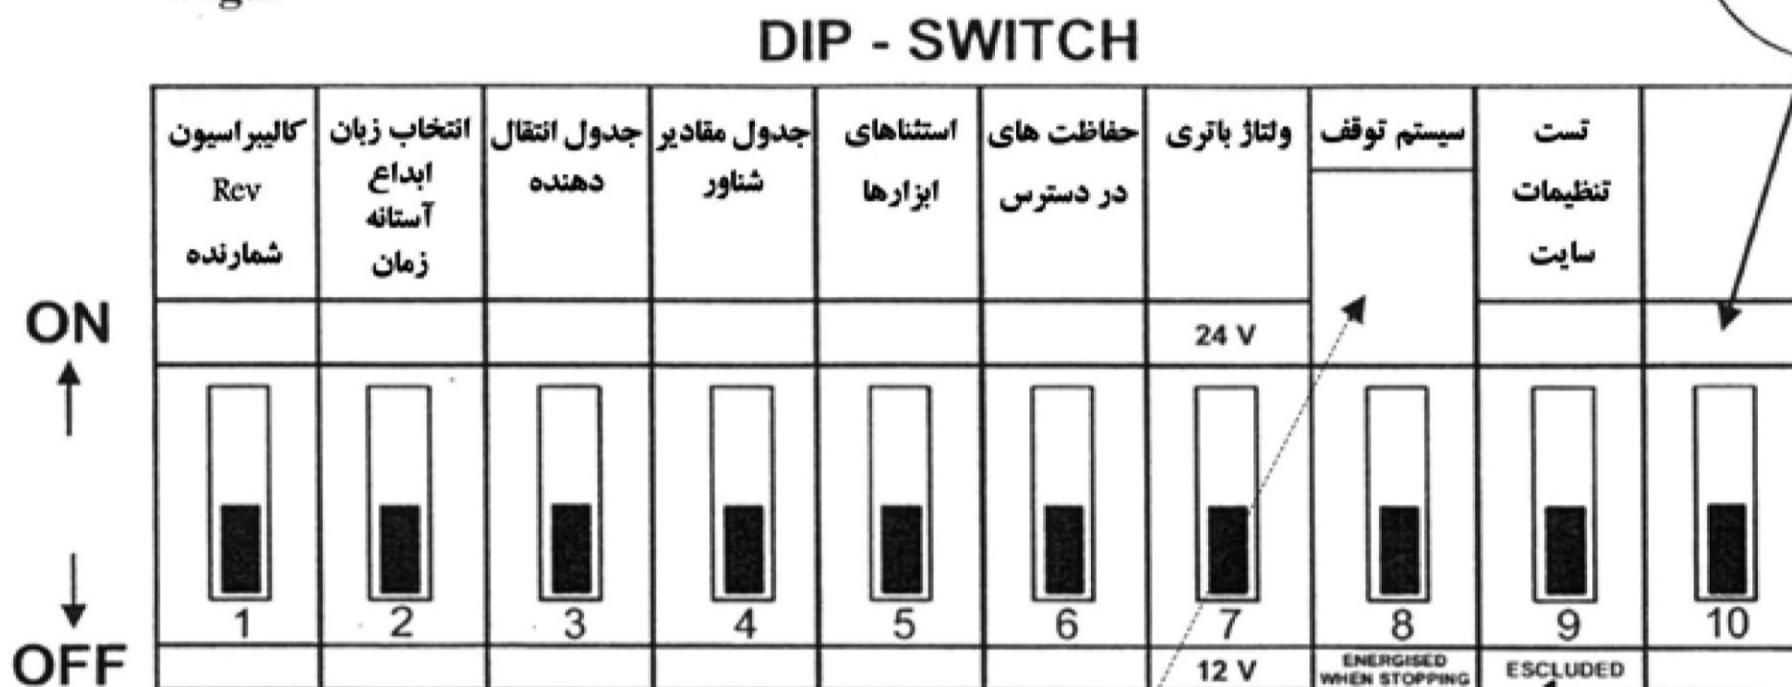 DIP - SWITCH
کالیبراسیون
Rev
شمارنده
انتخاب زبان
ابداع
آستانه
زمان
جدول انتقال
دهنده
جدول مقادیر
شناور
استثناهای
ابزارها
حفاظت های
در دسترس
ولتاژ باتری
سیستم توقف
تست
تنظیمات
سایت
ON
24 V
1 2 3 4 5 6 7 8 9 10
OFF
12 V
ENERGISED
WHEN STOPPING
ESCLUDED